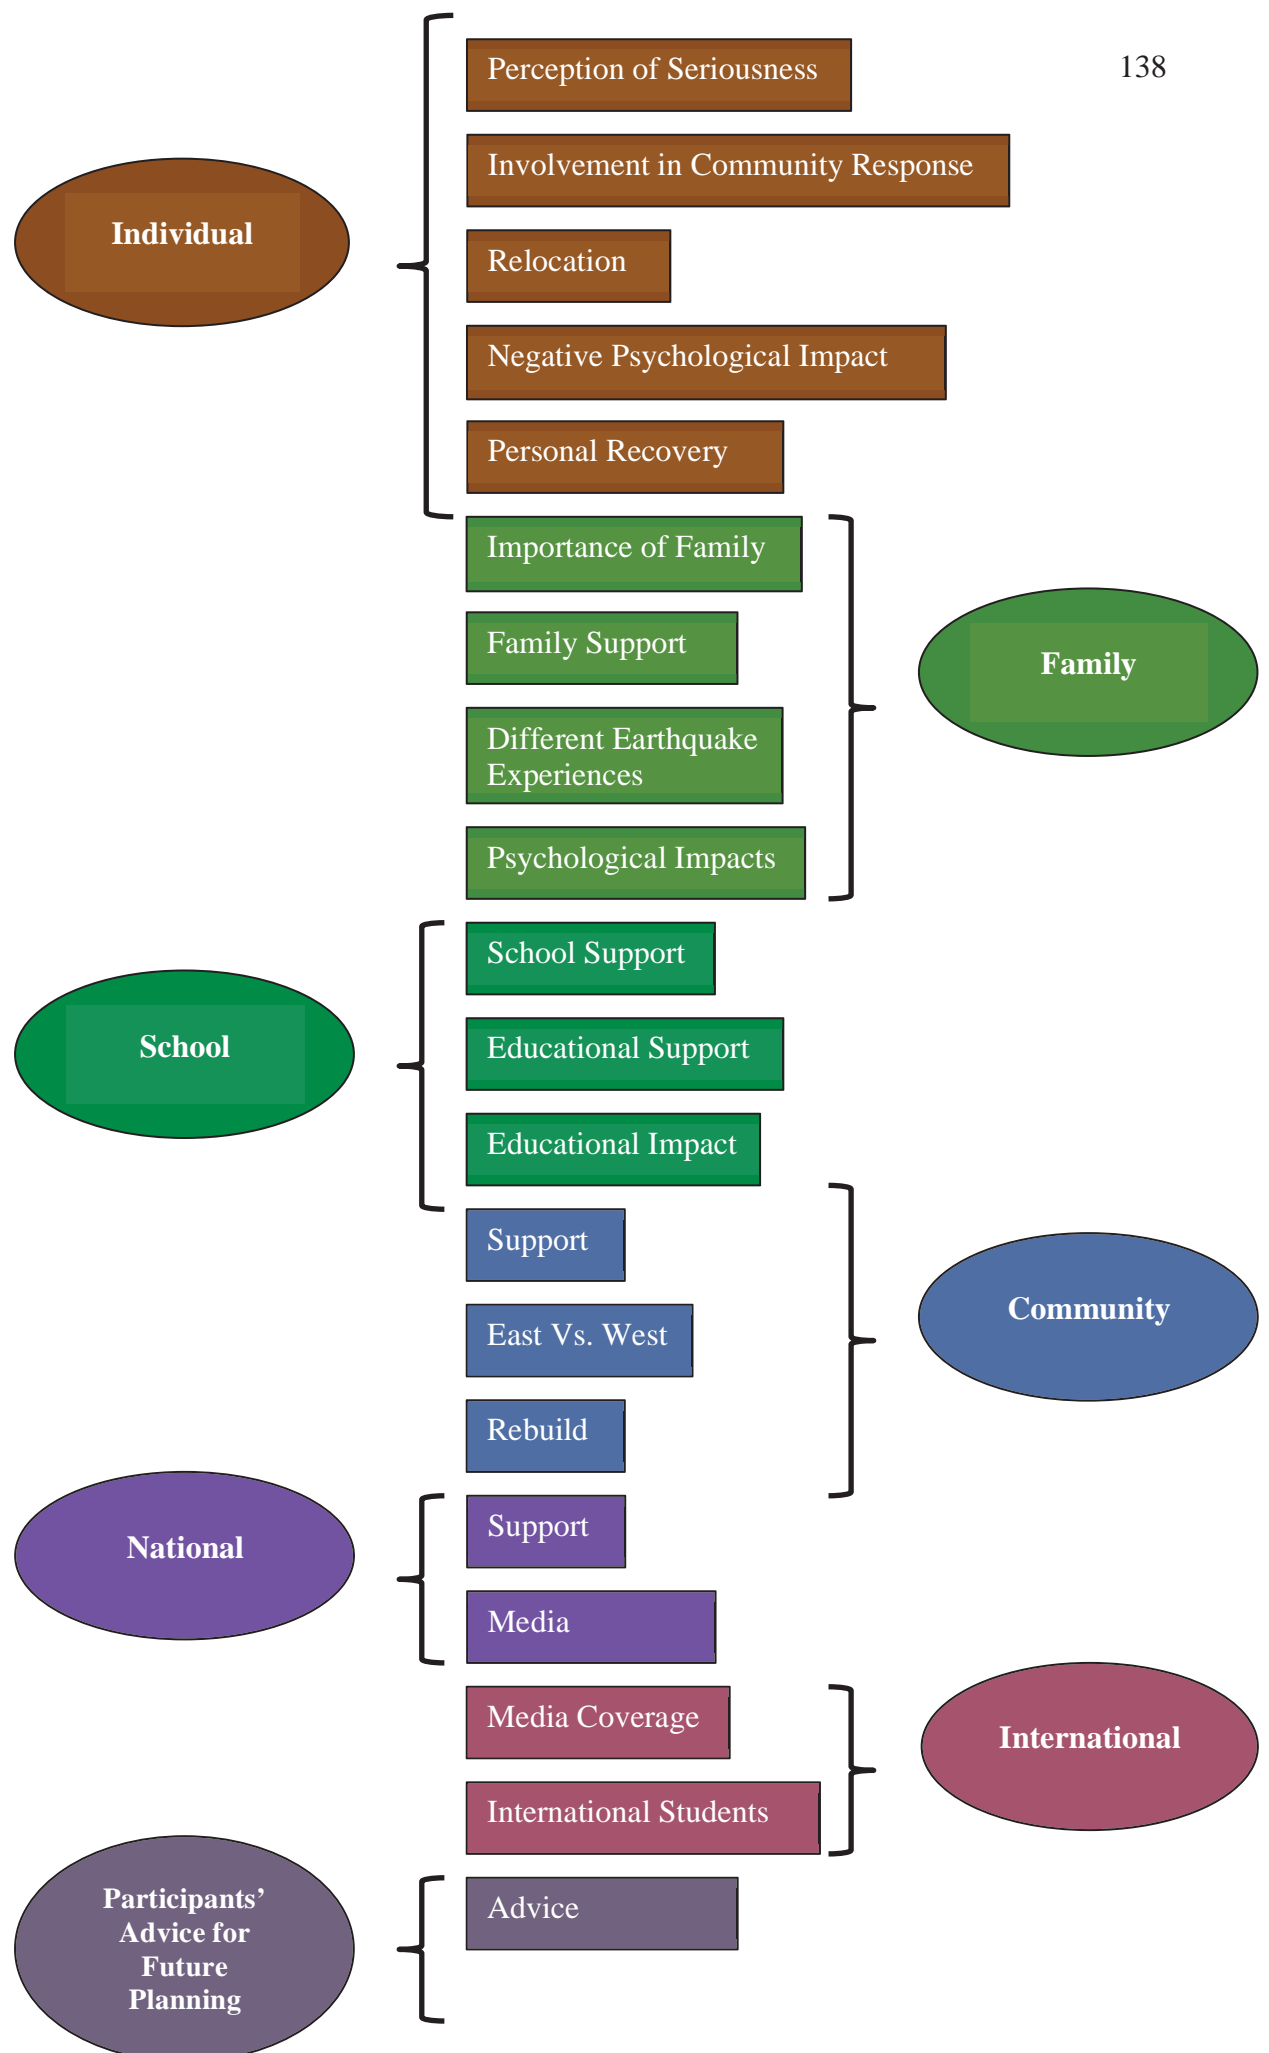 138
Individual
Perception of Seriousness
Involvement in Community Response
Relocation
Negative Psychological Impact
Personal Recovery
Family
Importance of Family
Family Support
Different Earthquake
Experiences
Psychological Impacts
School
School Support
Educational Support
Educational Impact
Community
Support
East Vs. West
Rebuild
National
Support
Media
International
Media Coverage
International Students
Participants’
Advice for
Future
Planning
Advice